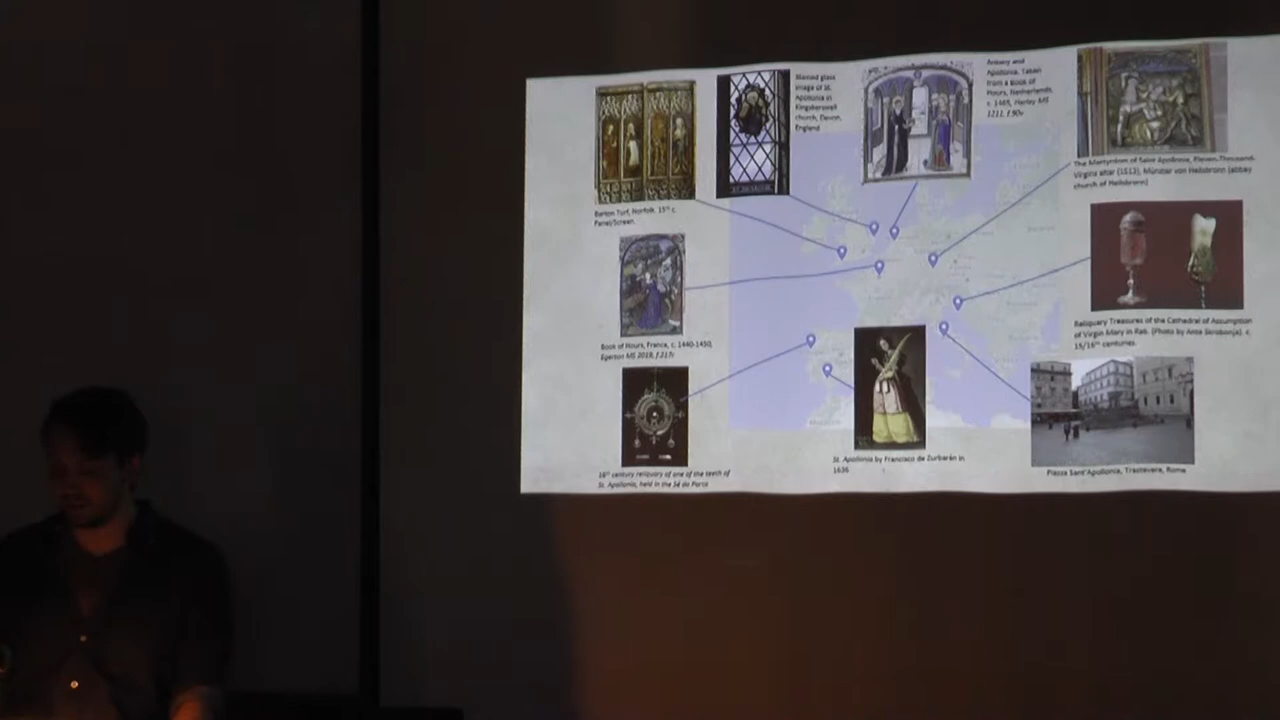 Barton Turf, Norfolk. 15th c.
Panel/Screen.
Stained glass
image of St.
Apollonia in
Kingskerswell
church, Devon,
England
Antony and
Apollonia. Taken
from a Book of
Hours, Netherlands,
c. 1465, Harley MS
1211, f.90v
The Martyrdom of Saint Apollonia, Eleven Thousand
Virgins altar (1513), Münster von Heilsbronn (abbey
church of Heilsbronn)
Book of Hours, France, c. 1440-1450,
Egerton MS 2019, f.217r
Reliquary Treasures of the Cathedral of Assumption
of Virgin Mary in Rab. (Photo by Ante Skrobonja). c.
15/16th centuries.
16th century reliquary of one of the teeth of
St. Apollonia, held in the Sé do Porto
St. Apollonia by Francisco de Zurbarán in
1636
Piazza Sant'Apollonia, Trastevere, Rome